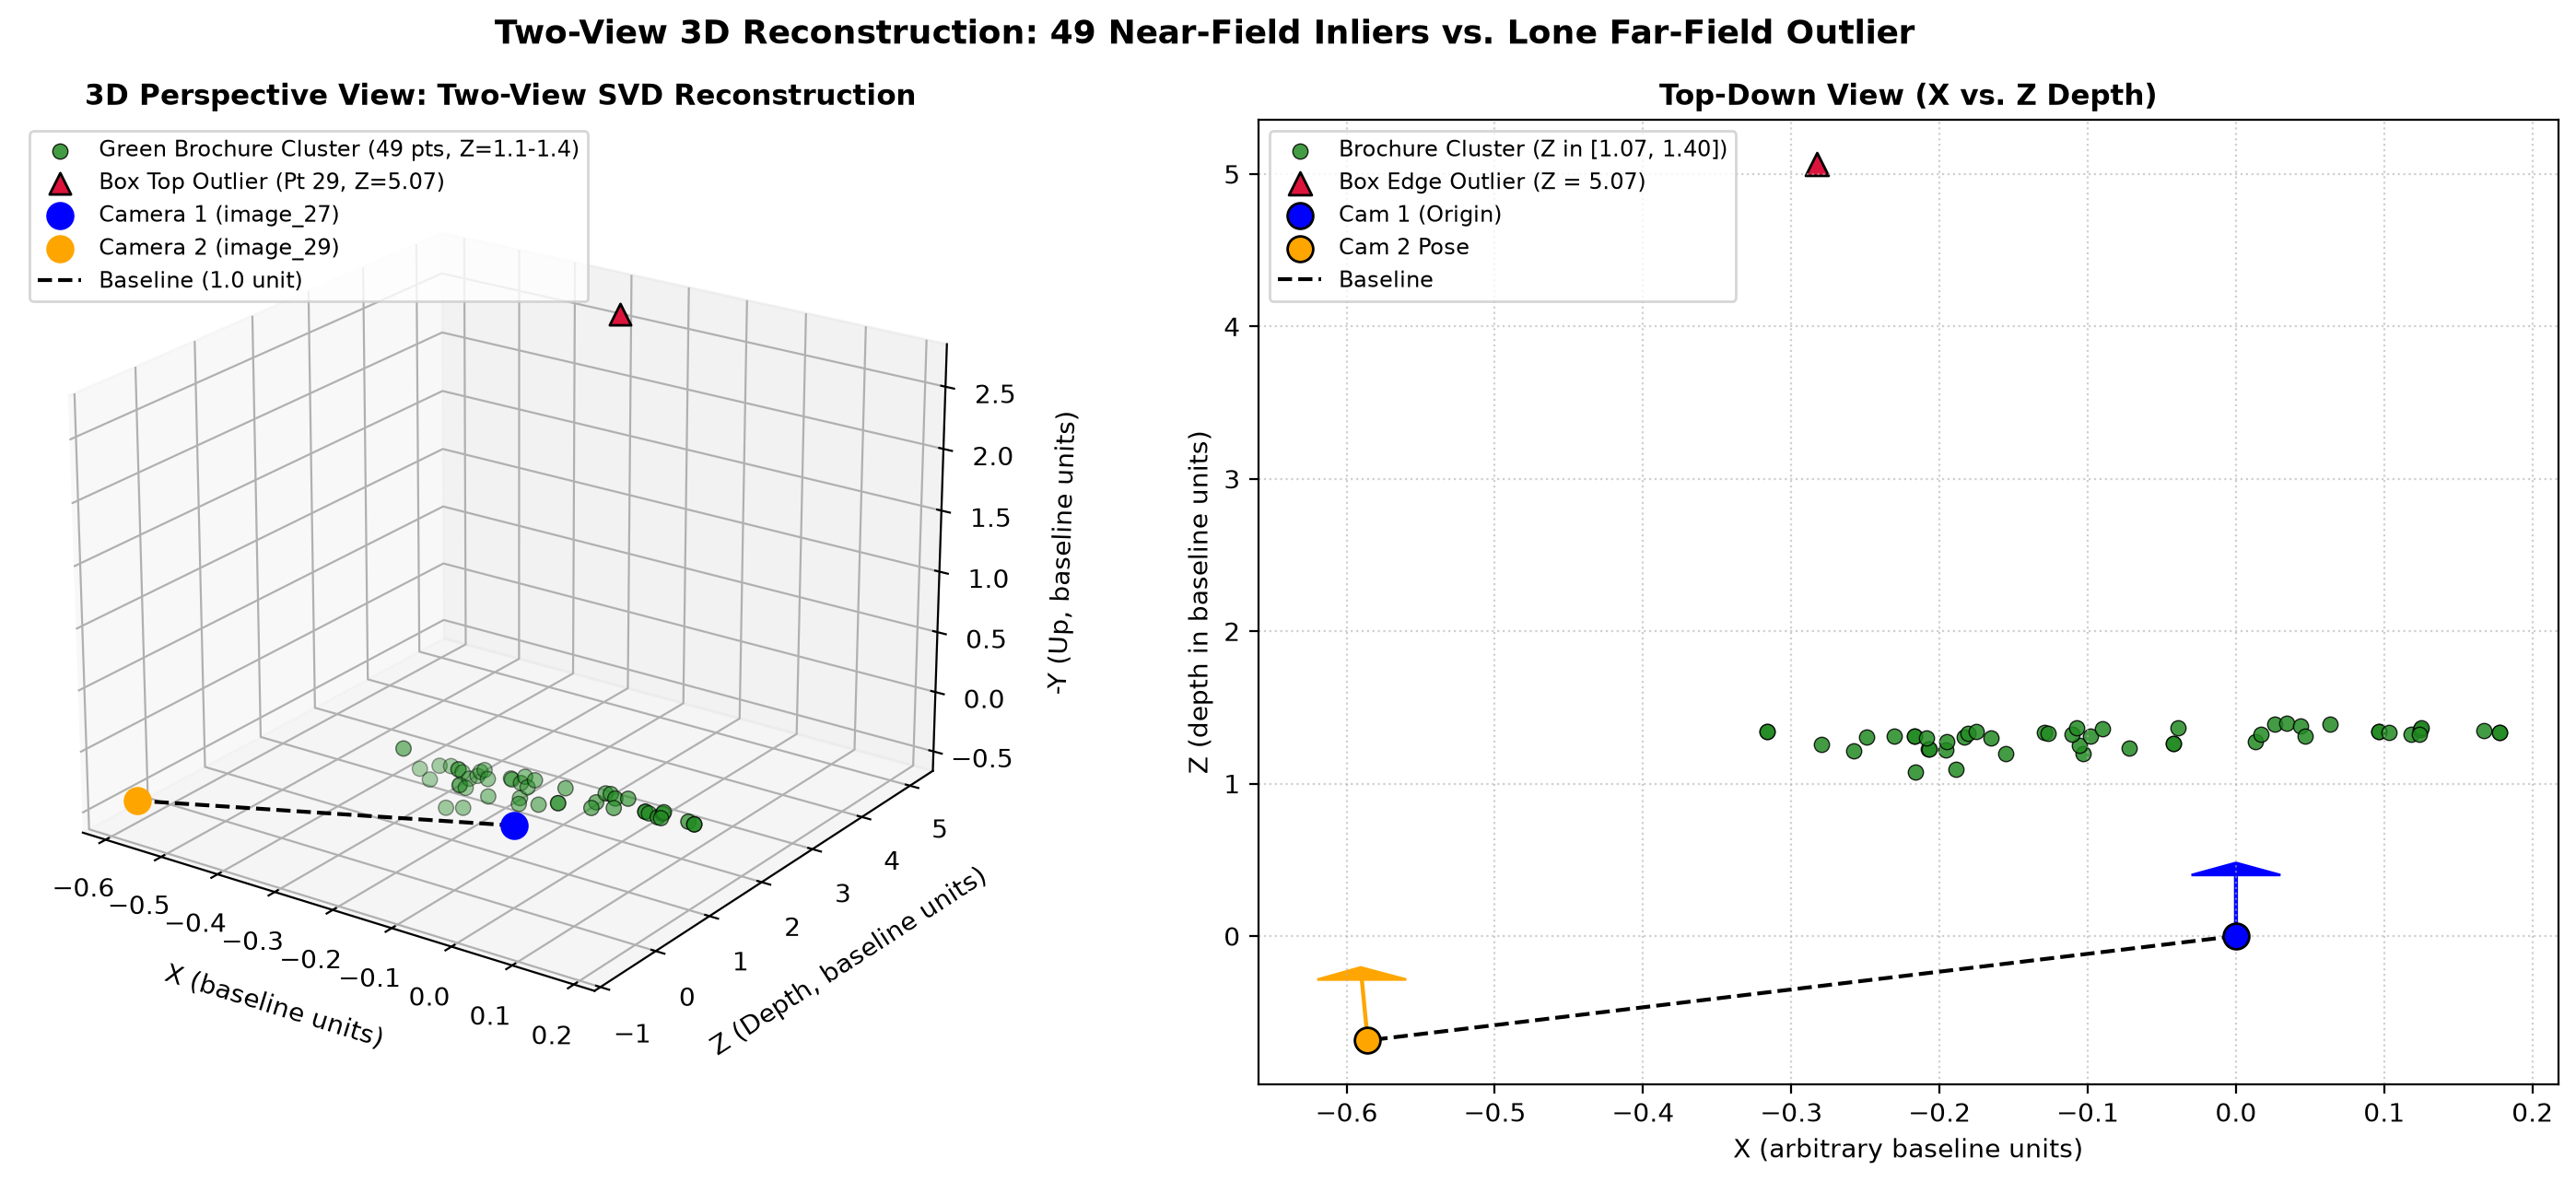 Two-View 3D Reconstruction: 49 Near-Field Inliers vs. Lone Far-Field Outlier
3D Perspective View: Two-View SVD Reconstruction
Green Brochure Cluster (49 pts, Z=1.1-1.4)
Box Top Outlier (Pt 29, Z=5.07)
Camera 1 (image_27)
Camera 2 (image_29)
Baseline (1.0 unit)
2.5
2.0
1.5
1.0
0.5
0.0
−0.5
-Y (Up, baseline units)
−0.6
−0.5
−0.4
−0.3
−0.2
−0.1
0.0
0.1
0.2
X (baseline units)
−1
0
1
2
3
4
5
Z (Depth, baseline units)
Top-Down View (X vs. Z Depth)
Brochure Cluster (Z in [1.07, 1.40])
Box Edge Outlier (Z = 5.07)
Cam 1 (Origin)
Cam 2 Pose
Baseline
5
4
3
2
1
0
Z (depth in baseline units)
−0.6
−0.5
−0.4
−0.3
−0.2
−0.1
0.0
0.1
0.2
X (arbitrary baseline units)